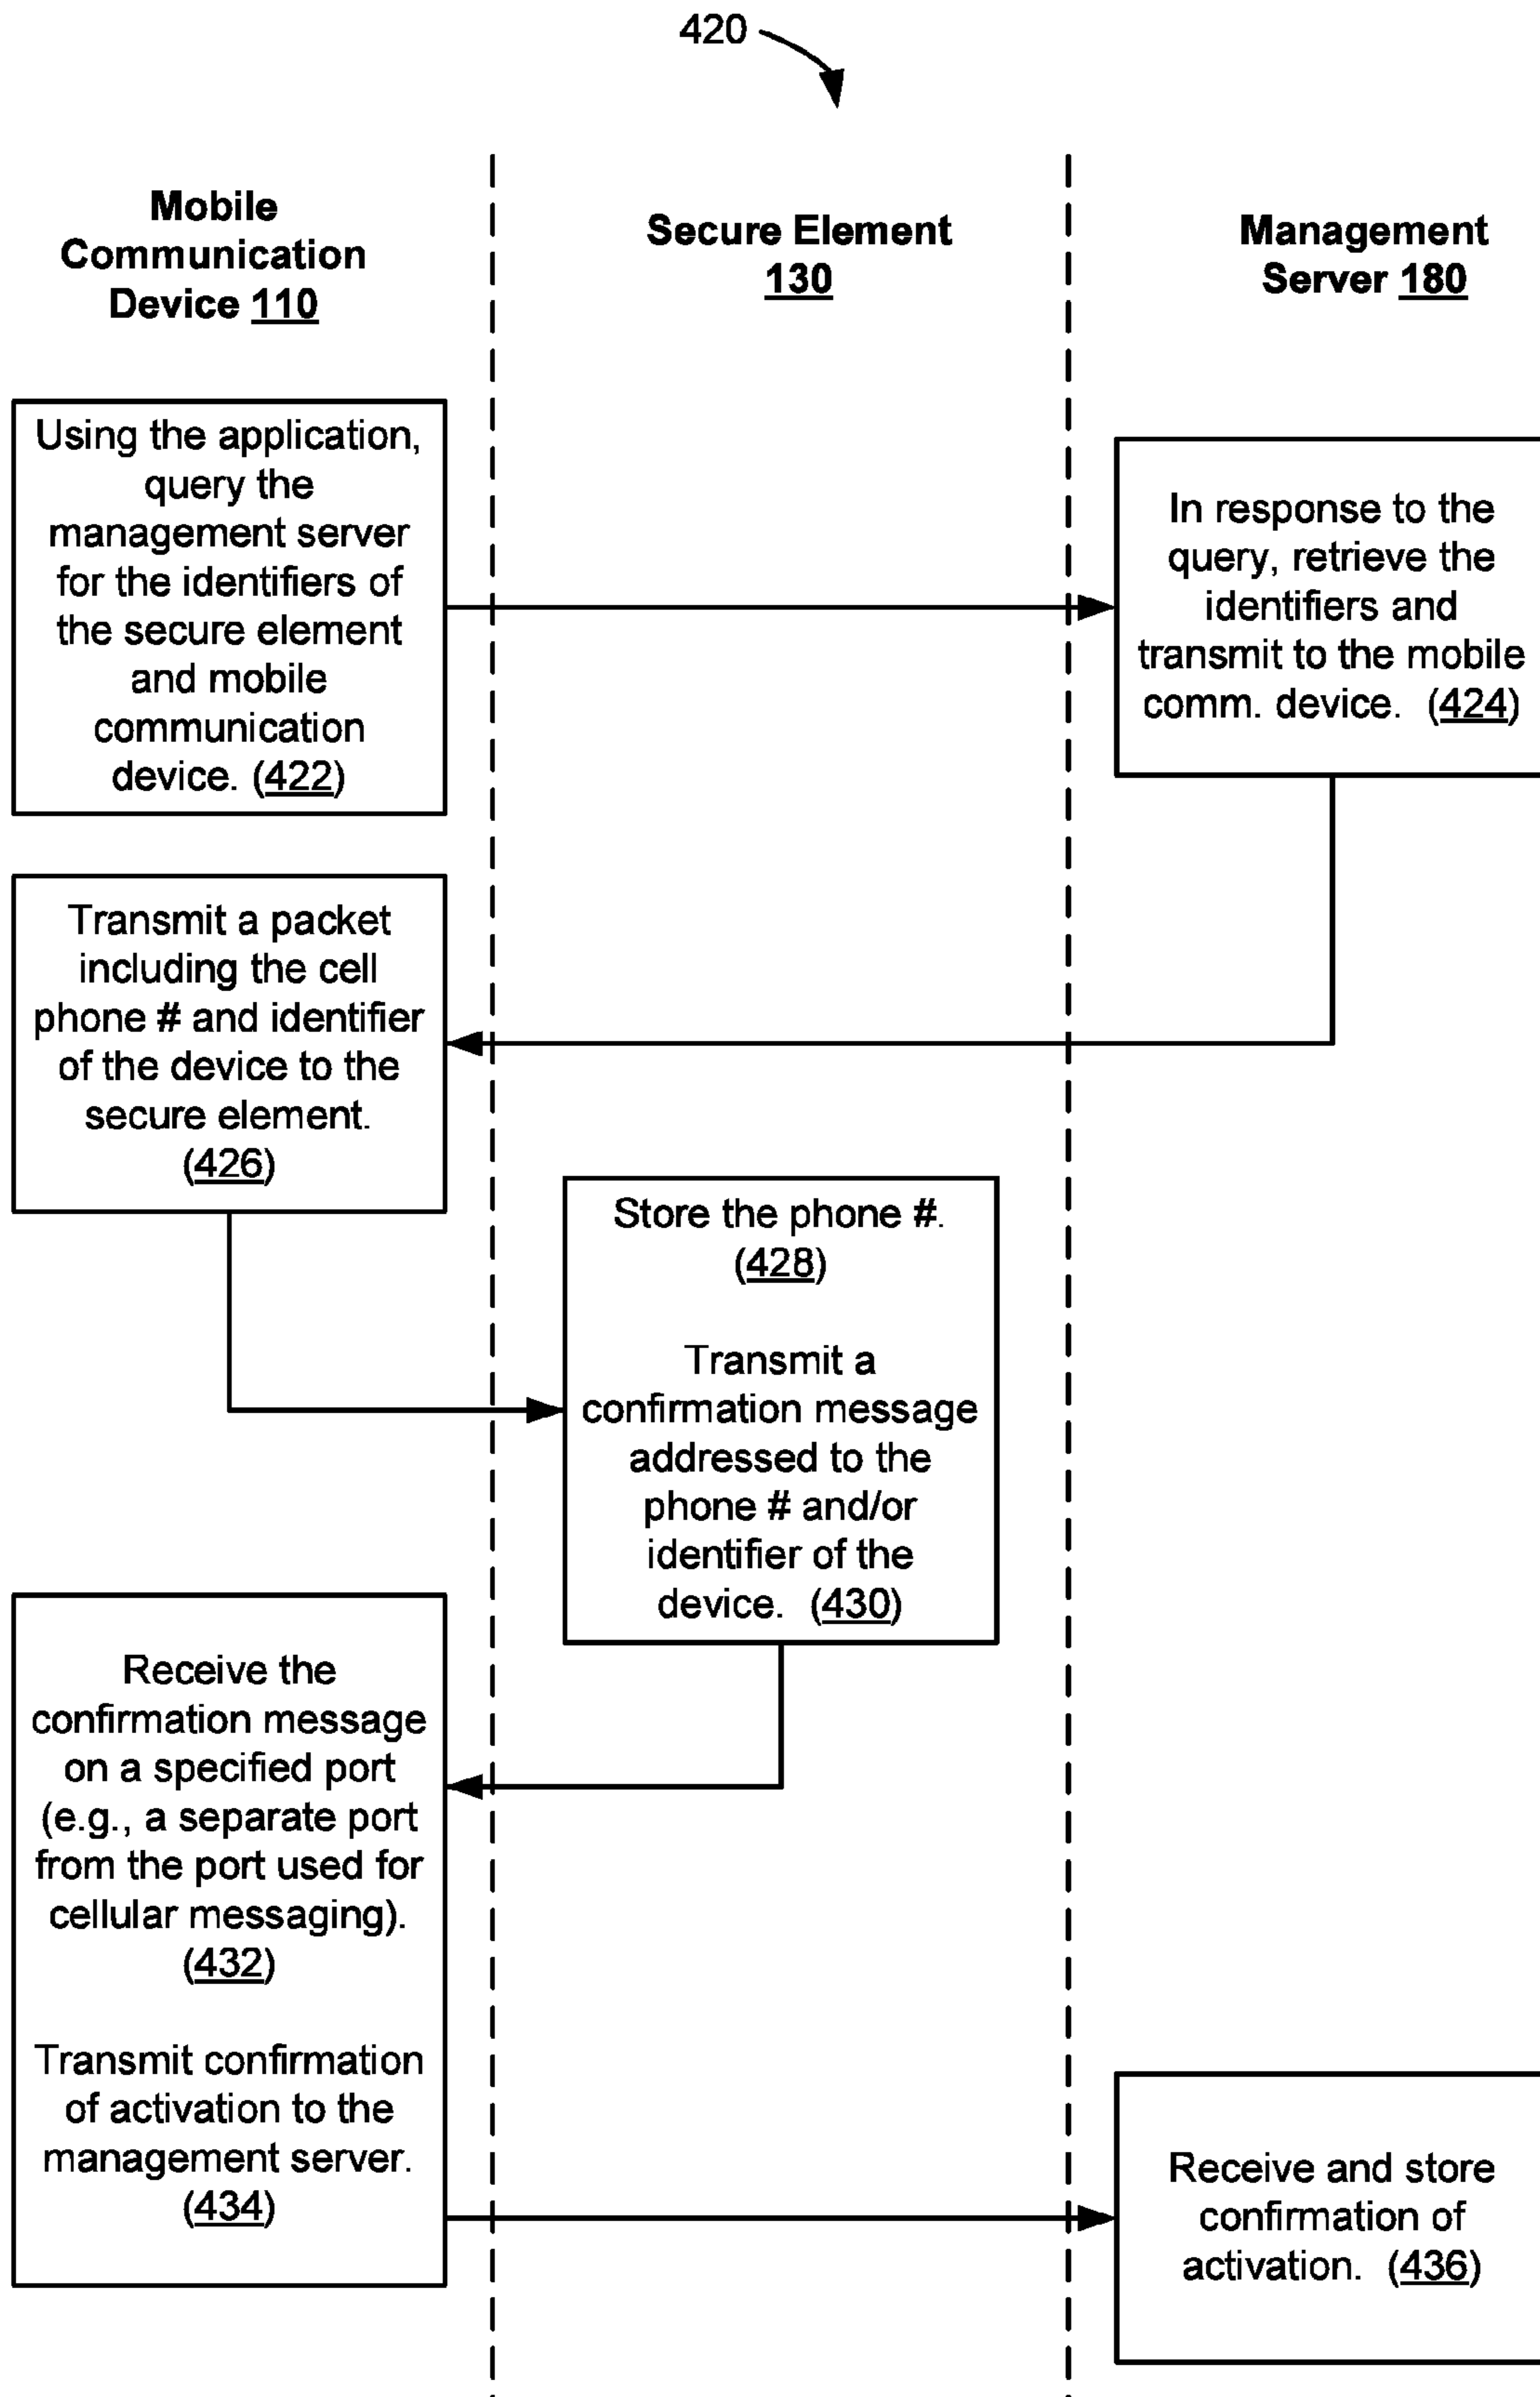 420
Mobile
Communication
Device 110
Secure Element
130
Management
Server 180
Using the application,
query the
management server
for the identifiers of
the secure element
and mobile
communication
device. (422)
In response to the
query, retrieve the
identifiers and
transmit to the mobile
comm. device. (424)
Transmit a packet
including the cell
phone # and identifier
of the device to the
secure element.
(426)
Store the phone #.
(428)
Transmit a
confirmation message
addressed to the
phone # and/or
identifier of the
device. (430)
Receive the
confirmation message
on a specified port
(e.g., a separate port
from the port used for
cellular messaging).
(432)
Transmit confirmation
of activation to the
management server.
(434)
Receive and store
confirmation of
activation. (436)